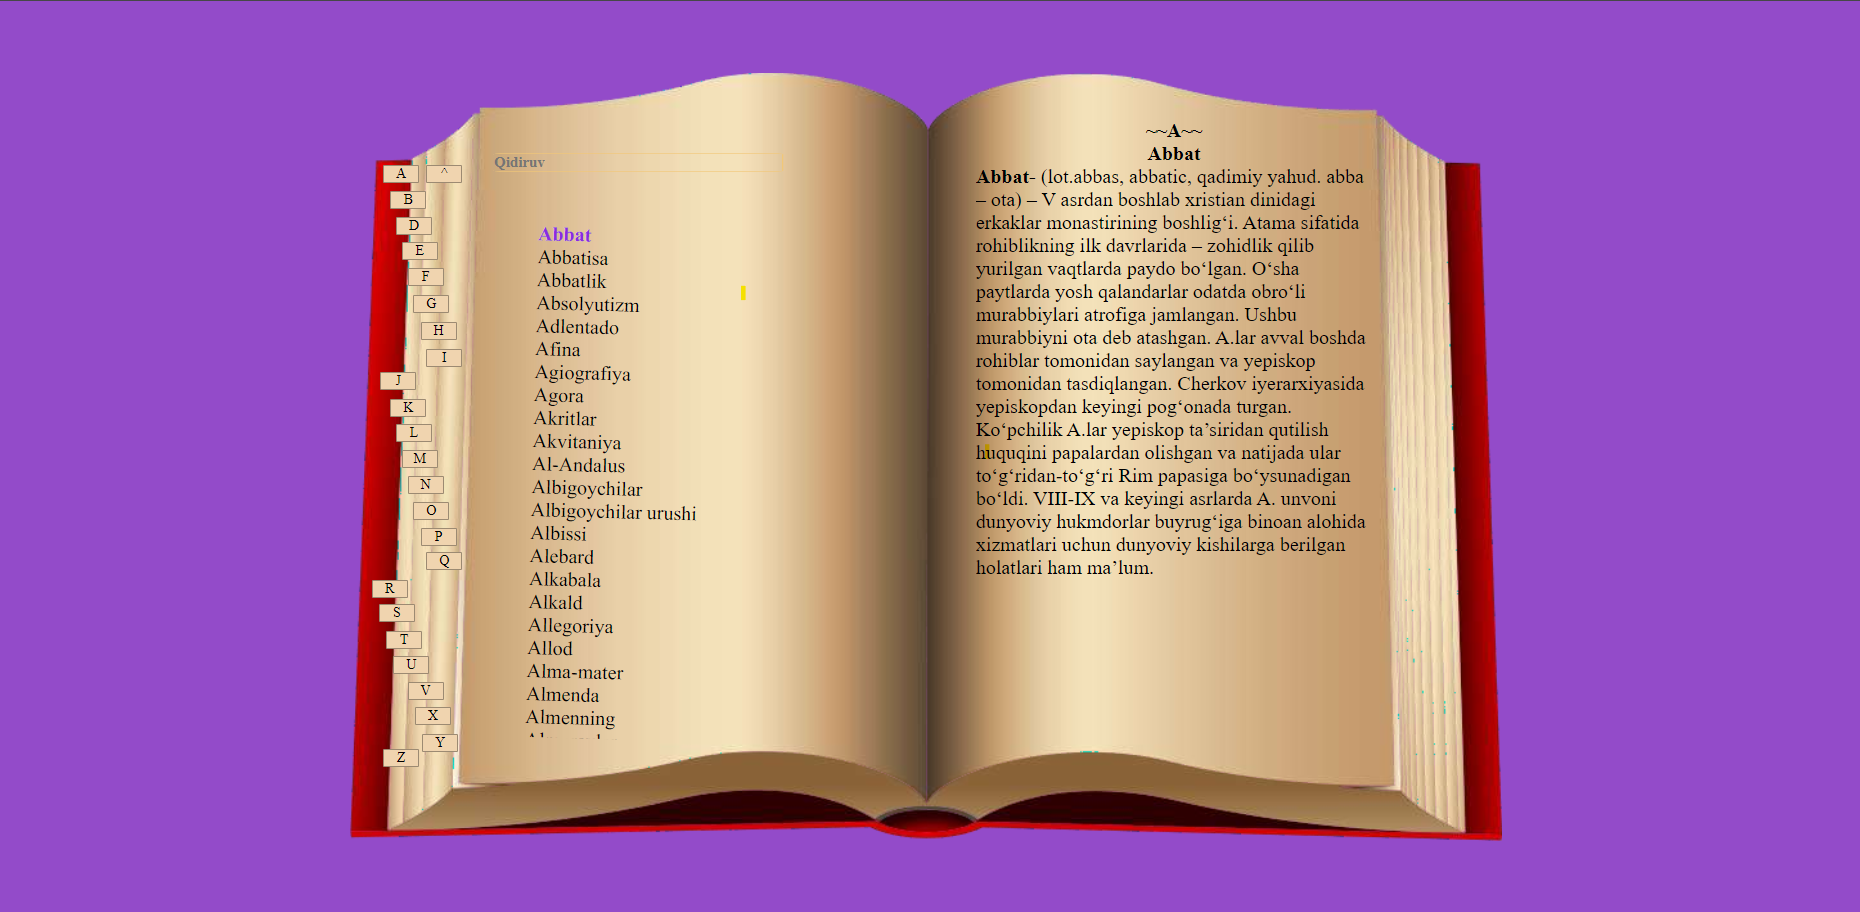 A ^
B
D
E
F
G
H
I
J
K
L
M
N
O
P
Q
R
S
T
U
V
X
Y
Z
Qidiruv
Abbat
Abbatisa
Abbatlik
Absolyutizm
Adlentado
Afina
Agiografiya
Agora
Akritlar
Akvitaniya
Al-Andalus
Albigoychilar
Albigoychilar urushi
Albissi
Alebard
Alkabala
Alkald
Allegoriya
Allod
Alma-mater
Almenda
Almenning
~~A~~
Abbat
Abbat- (lot.abbas, abbatic, qadimiy yahud. abba
– ota) – V asrdan boshlab xristian dinidagi
erkaklar monastirining boshlig‘i. Atama sifatida
rohiblikning ilk davrlarida – zohidlik qilib
yurilgan vaqtlarda paydo bo‘lgan. O‘sha
paytlarda yosh qalandarlar odatda obro‘li
murabbiylari atrofiga jamlangan. Ushbu
murabbiyni ota deb atashgan. A.lar avval boshda
rohiblar tomonidan saylangan va yepiskop
tomonidan tasdiqlangan. Cherkov iyerarxiyasida
yepiskopdan keyingi pog‘onada turgan.
Ko‘pchilik A.lar yepiskop ta’siridan qutilish
huquqini papalardan olishgan va natijada ular
to‘g‘ridan-to‘g‘ri Rim papasiga bo‘ysunadigan
bo‘ldi. VIII-IX va keyingi asrlarda A. unvoni
dunyoviy hukmdorlar buyrug‘iga binoan alohida
xizmatlari uchun dunyoviy kishilarga berilgan
holatlari ham ma’lum.